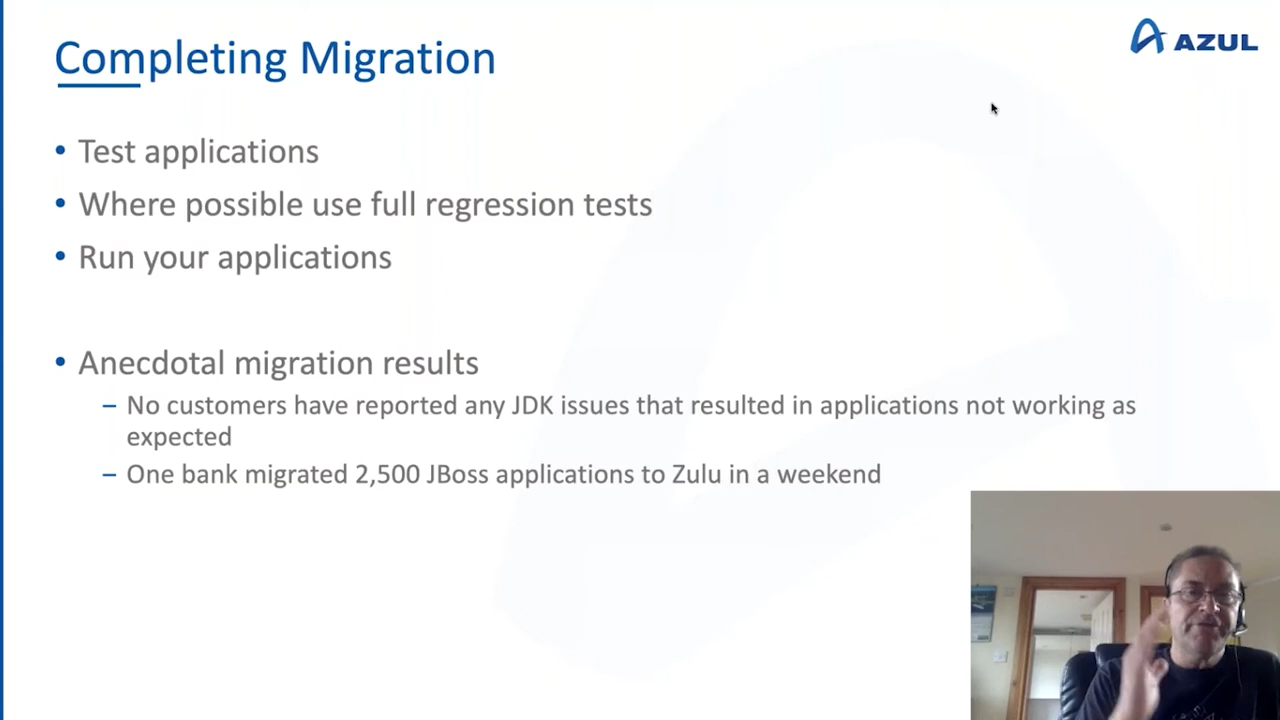 Completing Migration
AZUL
• Test applications
• Where possible use full regression tests
• Run your applications
• Anecdotal migration results
– No customers have reported any JDK issues that resulted in applications not working as
expected
– One bank migrated 2,500 JBoss applications to Zulu in a weekend